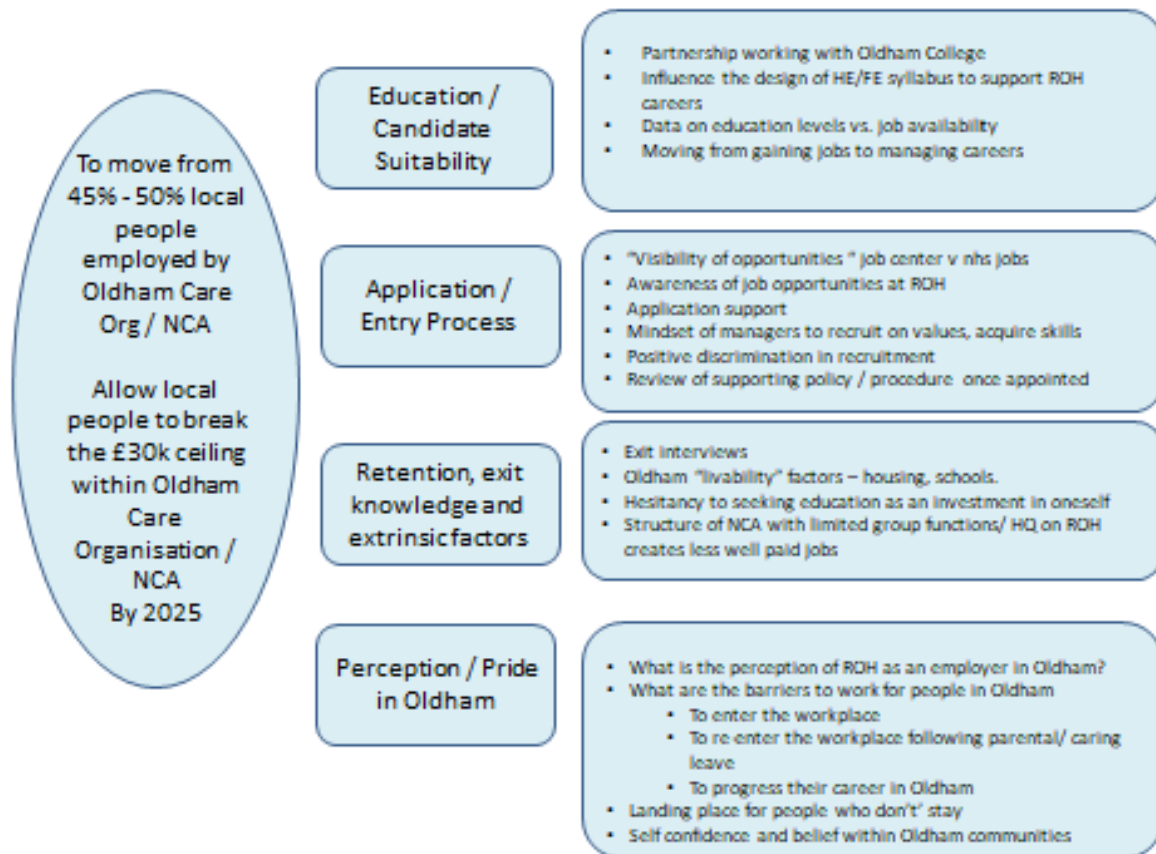 To move from
45% - 50% local
people
employed by
Oldham Care
Org / NCA
Allow local
people to break
the £30k ceiling
within Oldham
Care
Organisation /
NCA
By 2025
Education /
Candidate
Suitability
• Partnership working with Oldham College
• Influence the design of HE/FE syllabus to support ROH
careers
• Data on education levels vs. job availability
• Moving from gaining jobs to managing careers
Application /
Entry Process
• "Visibility of opportunities " job center v nhs jobs
• Awareness of job opportunities at ROH
• Application support
• Mindset of managers to recruit on values, acquire skills
• Positive discrimination in recruitment
• Review of supporting policy / procedure once appointed
Retention, exit
knowledge and
extrinsic factors
• Exit interviews
• Oldham "livability" factors – housing, schools.
• Hesitancy to seeking education as an investment in oneself
• Structure of NCA with limited group functions/ HQ on ROH
creates less well paid jobs
Perception / Pride
in Oldham
• What is the perception of ROH as an employer in Oldham?
• What are the barriers to work for people in Oldham
• To enter the workplace
• To re enter the workplace following parental/ caring
leave
• To progress their career in Oldham
• Landing place for people who don't' stay
• Self confidence and belief within Oldham communities